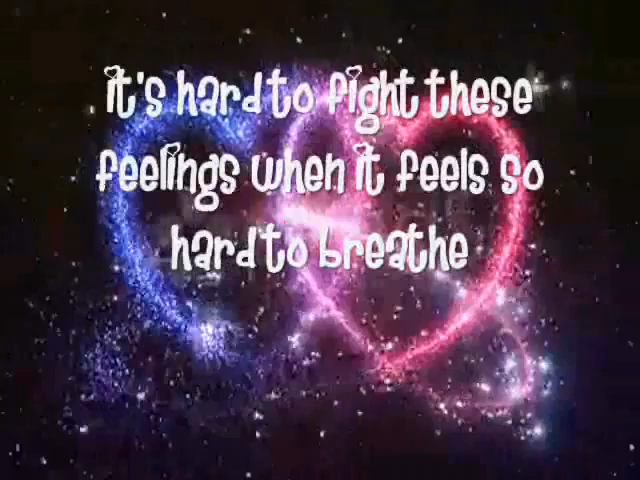 it's hard to fight these
feelings when it feels so
hard to breathe